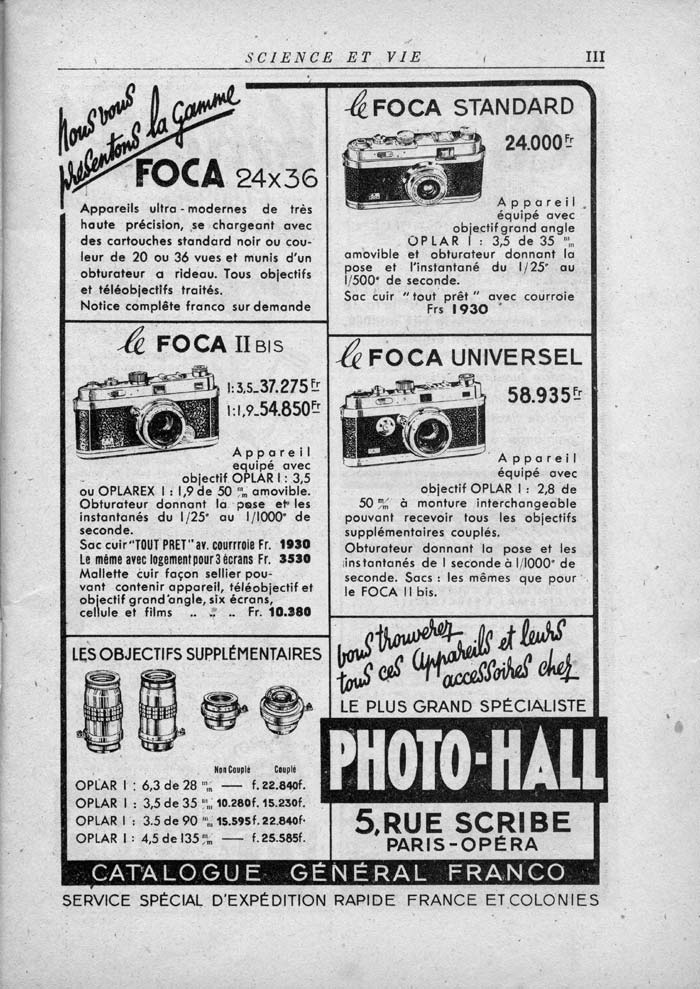 SCIENCE ET VIE III
Nous vous
présentons la gamme
FOCA 24x36
Appareils ultra-modernes de très
haute précision, se chargeant avec
des cartouches standard noir ou cou-
leur de 20 ou 36 vues et munis d'un
obturateur a rideau. Tous objectifs
et téléobjectifs traités.
Notice complête franco sur demande
le FOCA STANDARD
24.000 Fr
Appareil
équipé avec
objectif grand angle
OPLAR I : 3,5 de 35 m/m
amovible et obturateur donnant la
pose et l'instantané du 1/25e au
1/500e de seconde.
Sac cuir "tout prêt" avec courroie
Frs 1930
le FOCA II BIS
1:3,5_37.275 Fr
1:1,9_54.850 Fr
Appareil
équipé avec
objectif OPLAR I : 3,5
ou OPLAREX I : 1,9 de 50 m/m amovible.
Obturateur donnant la pose et les
instantanés du 1/25e au 1/1000e de
seconde.
Sac cuir "TOUT PRET" av. courrroie Fr. 1930
Le même avec logement pour 3 écrans Fr. 3530
Mallette cuir façon sellier pou-
vant contenir appareil, téléobjectif et
objectif grand'angle, six écrans,
cellule et films .. .. .. Fr. 10.380
le FOCA UNIVERSEL
58.935 Fr
Appareil
équipé avec
objectif OPLAR I : 2,8 de
50 m/m à monture interchangeable
pouvant recevoir tous les objectifs
supplémentaires couplés.
Obturateur donnant la pose et les
instantanés de 1 seconde à 1/1000e de
seconde. Sacs : les mêmes que pour
le FOCA II bis.
LES OBJECTIFS SUPPLÉMENTAIRES
Non Couplé Couplé
OPLAR I : 6,3 de 28 m/m — f. 22.840f.
OPLAR I : 3,5 de 35 m/m 10.280f. 15.230f.
OPLAR I : 3.5 de 90 m/m 15.595f. 22.840f.
OPLAR I : 4,5 de 135 m/m — f. 25.585f.
vous trouverez
tous ces appareils et leurs
accessoires chez
LE PLUS GRAND SPÉCIALISTE
PHOTO-HALL
5, RUE SCRIBE
PARIS-OPÉRA
CATALOGUE GÉNÉRAL FRANCO
SERVICE SPÉCIAL D'EXPÉDITION RAPIDE FRANCE ET COLONIES